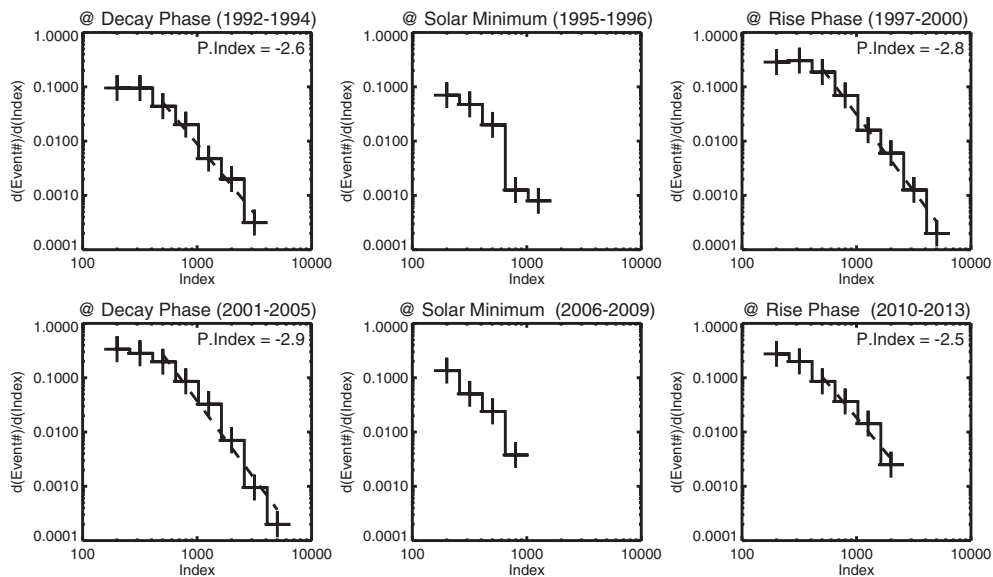 @ Decay Phase (1992-1994)
1.0000
0.1000
0.0100
0.0010
0.0001
d(Event#)/d(Index)
P.Index = -2.6
100
1000
10000
Index
@ Solar Minimum (1995-1996)
1.0000
0.1000
0.0100
0.0010
0.0001
d(Event#)/d(Index)
100
1000
10000
Index
@ Rise Phase (1997-2000)
1.0000
0.1000
0.0100
0.0010
0.0001
d(Event#)/d(Index)
P.Index = -2.8
100
1000
10000
Index
@ Decay Phase (2001-2005)
1.0000
0.1000
0.0100
0.0010
0.0001
d(Event#)/d(Index)
P.Index = -2.9
100
1000
10000
Index
@ Solar Minimum (2006-2009)
1.0000
0.1000
0.0100
0.0010
0.0001
d(Event#)/d(Index)
100
1000
10000
Index
@ Rise Phase (2010-2013)
1.0000
0.1000
0.0100
0.0010
0.0001
d(Event#)/d(Index)
P.Index = -2.5
100
1000
10000
Index